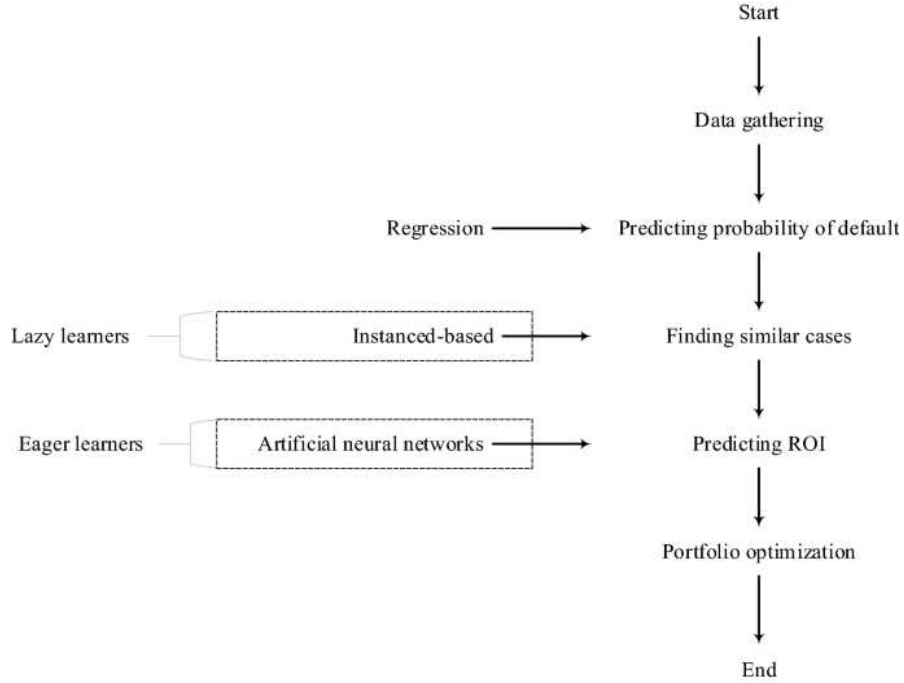 Start
Data gathering
Regression
Predicting probability of default
Lazy learners
Instanced-based
Finding similar cases
Eager learners
Artificial neural networks
Predicting ROI
Portfolio optimization
End